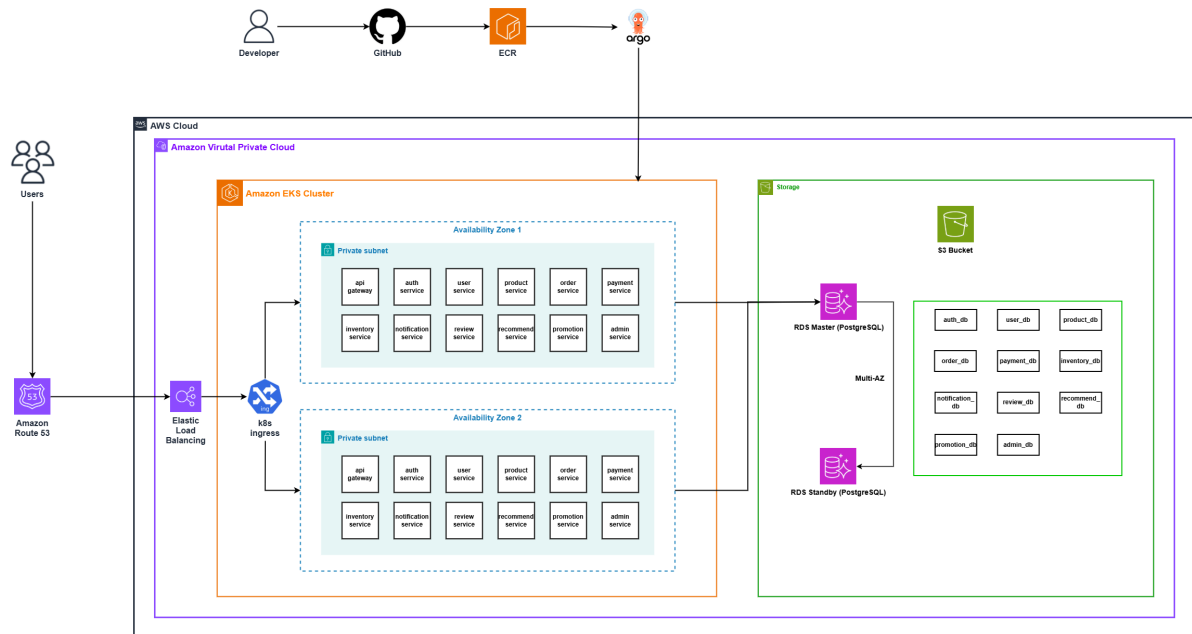 Developer
GitHub
ECR
argo
aws
AWS Cloud
Amazon Virutal Private Cloud
Users
Amazon EKS Cluster
Storage
Availability Zone 1
Private subnet
api
gateway
auth
serrvice
user
service
product
service
order
service
payment
service
inventory
service
notification
service
review
service
recommend
service
promotion
service
admin
service
53
Amazon
Route 53
Elastic
Load
Balancing
ing
k8s
ingress
Availability Zone 2
Private subnet
api
gateway
auth
serrvice
user
service
product
service
order
service
payment
service
inventory
service
notification
service
review
service
recommend
service
promotion
service
admin
service
S3 Bucket
RDS Master (PostgreSQL)
Multi-AZ
RDS Standby (PostgreSQL)
auth_db
user_db
product_db
order_db
payment_db
inventory_db
notification_
db
review_db
recommend_
db
promotion_db
admin_db